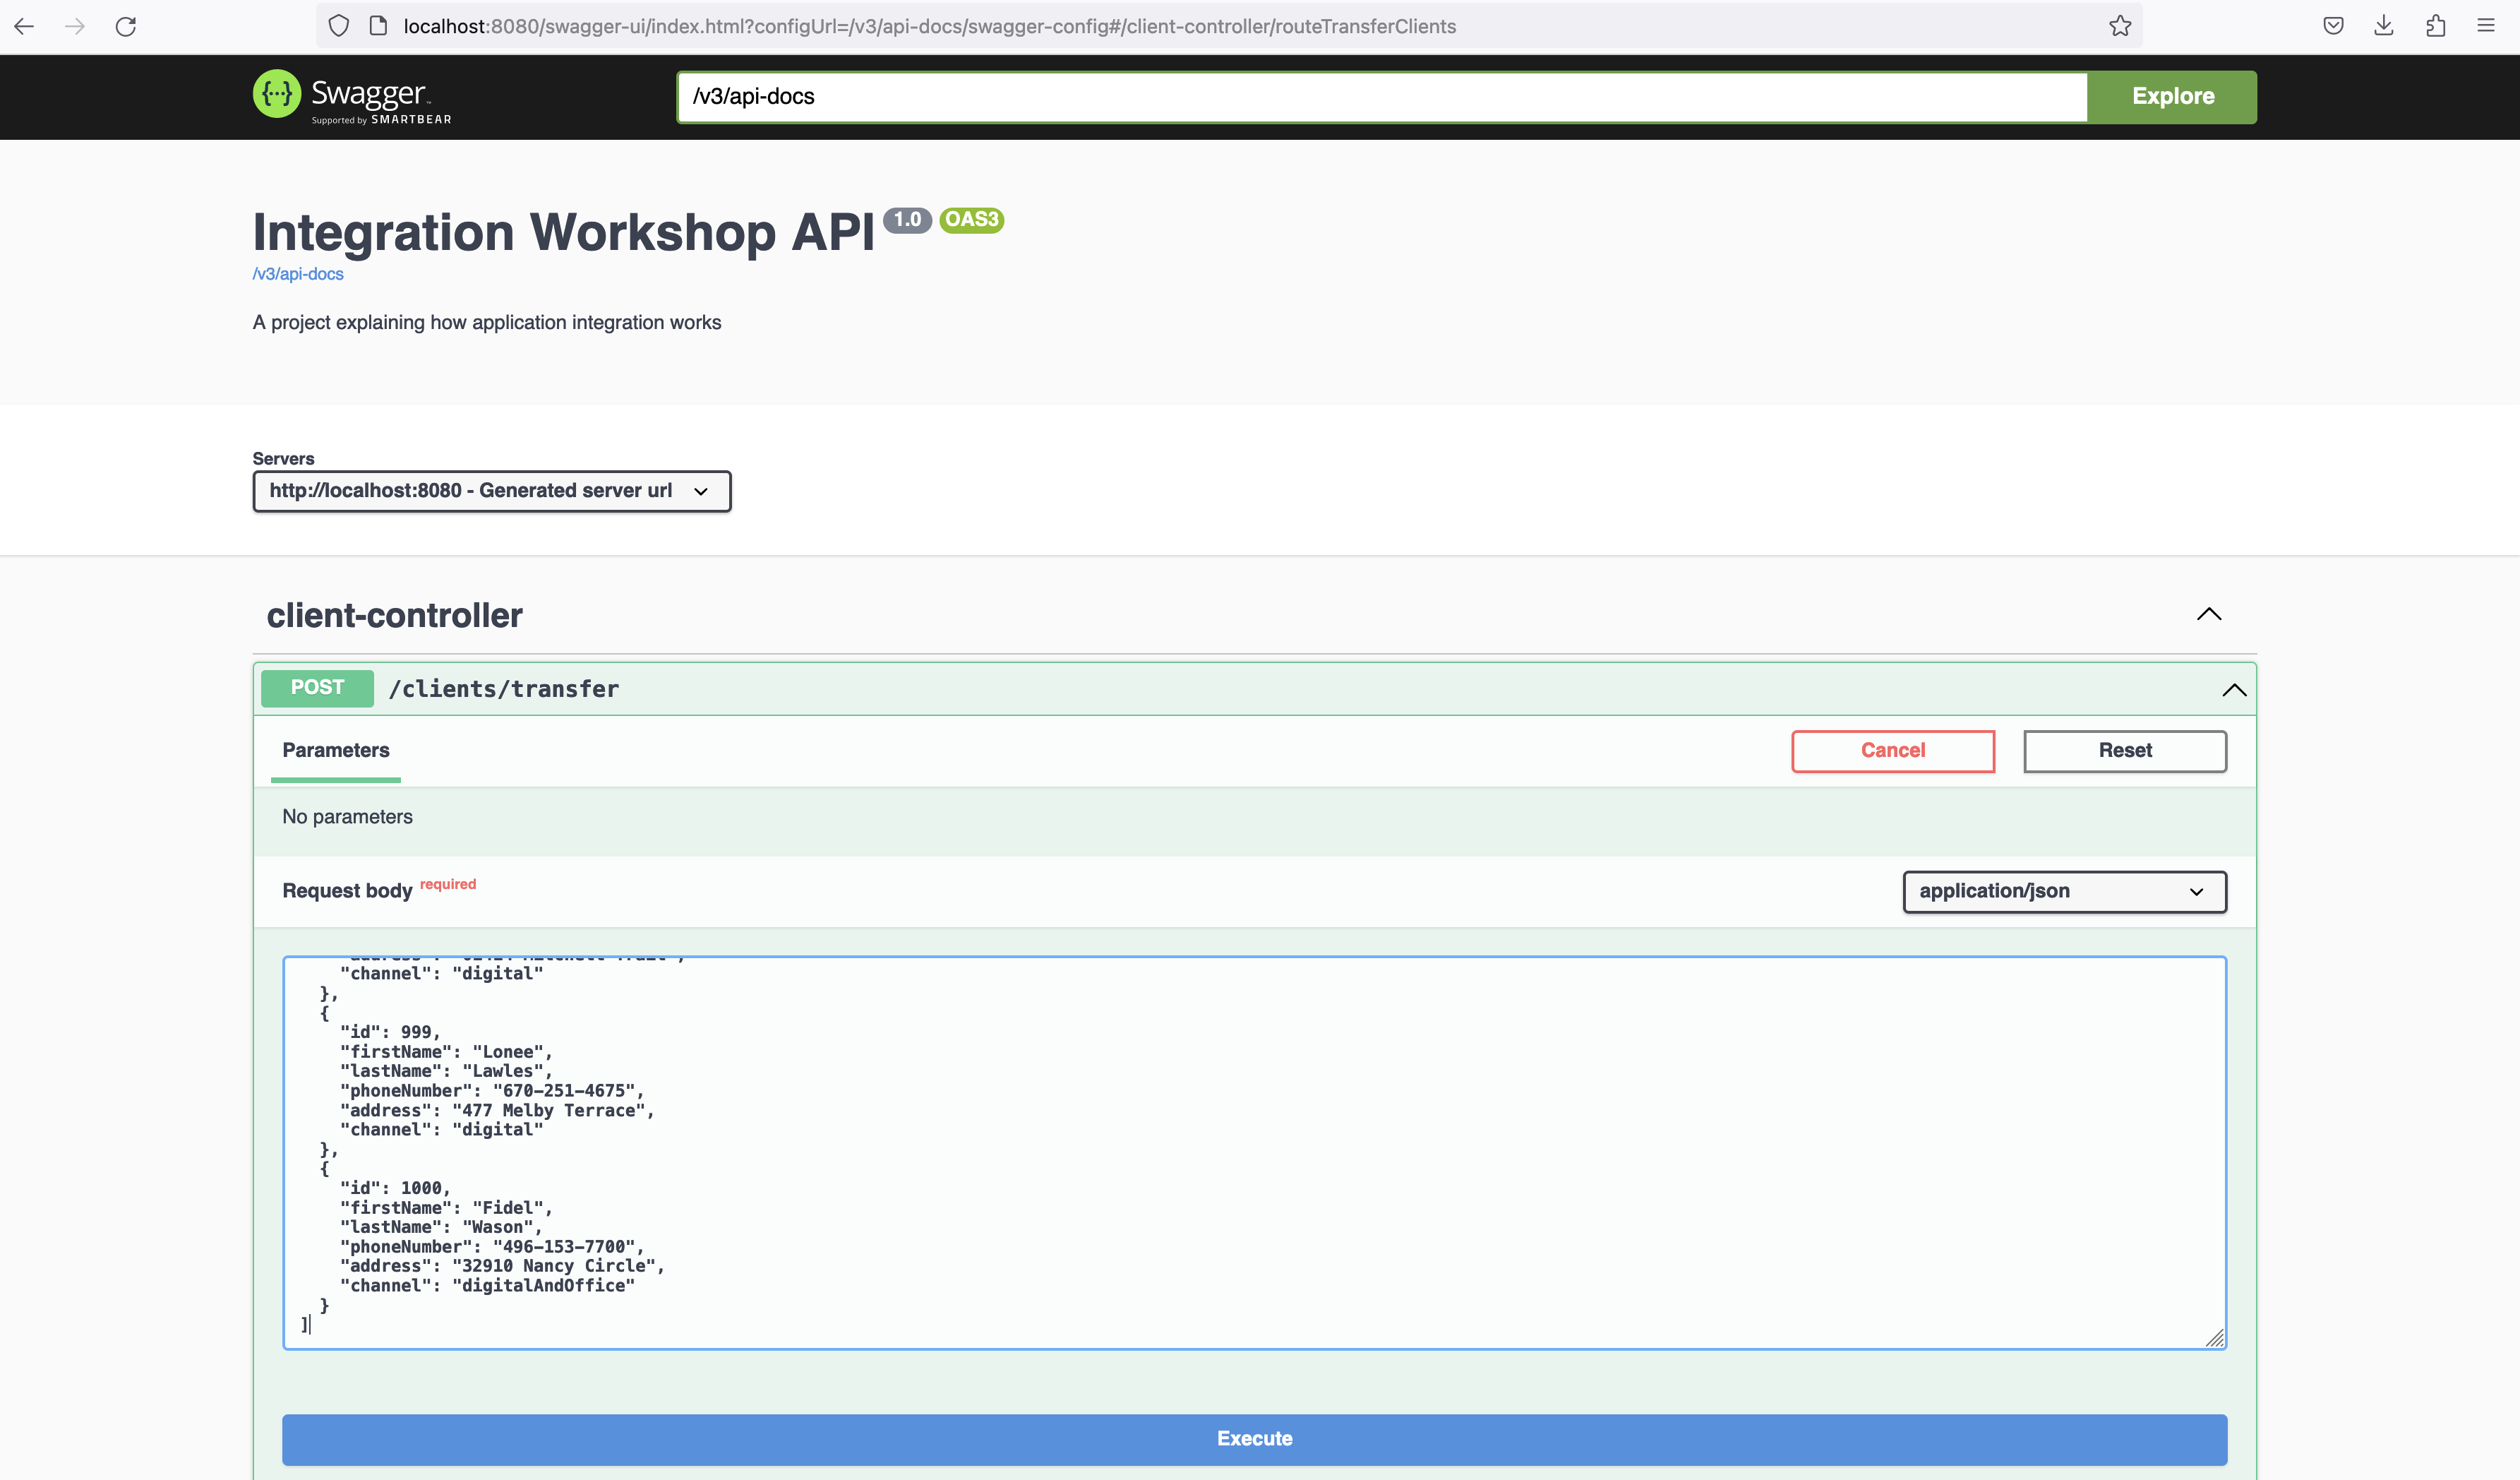 localhost:8080/swagger-ui/index.html?configUrl=/v3/api-docs/swagger-config#/client-controller/routeTransferClients
{···} Swagger™
Supported by SMARTBEAR
/v3/api-docs
Explore
Integration Workshop API 1.0 OAS3
/v3/api-docs
A project explaining how application integration works
Servers
http://localhost:8080 - Generated server url
client-controller
POST /clients/transfer
Parameters
Cancel
Reset
No parameters
Request body required
application/json
"channel": "digital"
},
{
"id": 999,
"firstName": "Lonee",
"lastName": "Lawles",
"phoneNumber": "670-251-4675",
"address": "477 Melby Terrace",
"channel": "digital"
},
{
"id": 1000,
"firstName": "Fidel",
"lastName": "Wason",
"phoneNumber": "496-153-7700",
"address": "32910 Nancy Circle",
"channel": "digitalAndOffice"
}
]
Execute